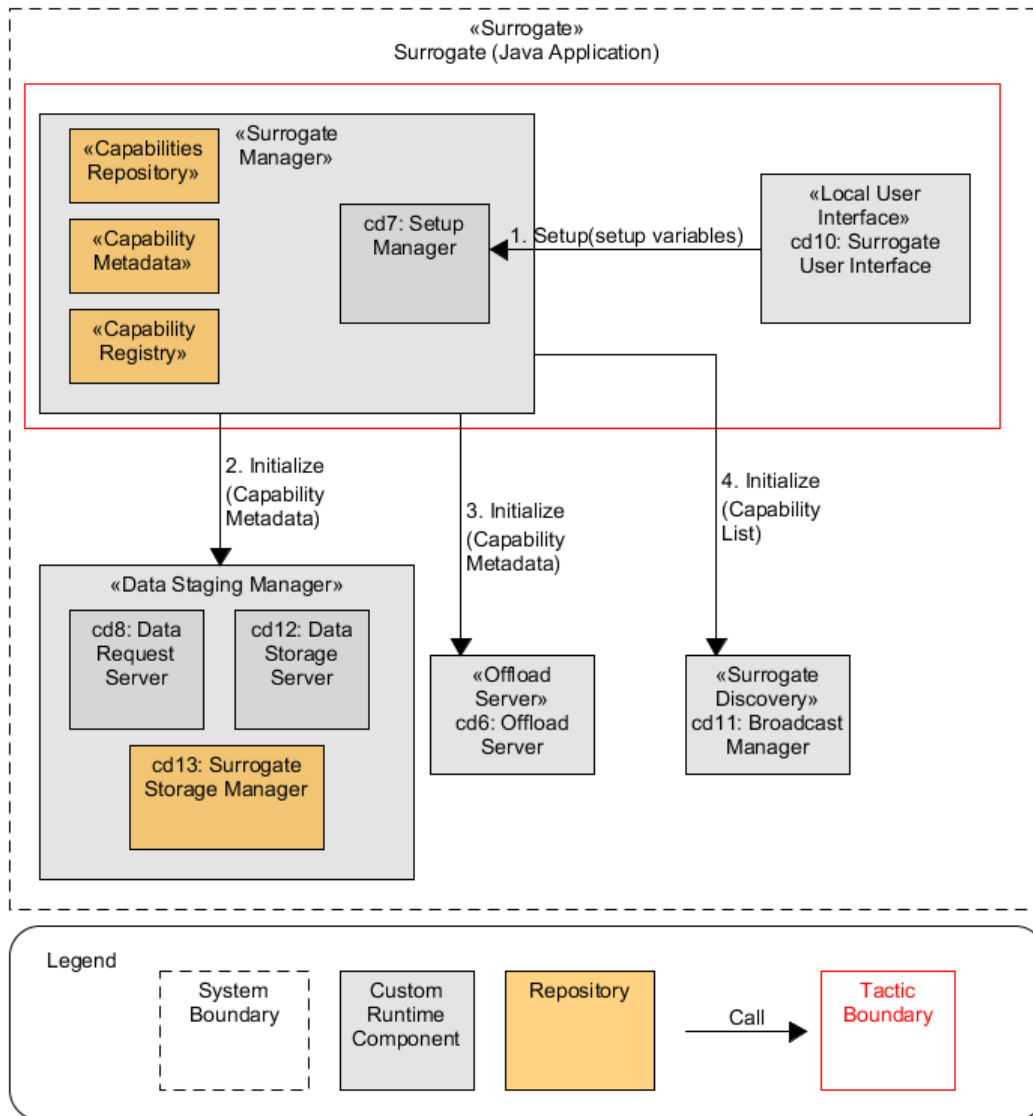 «Surrogate»
Surrogate (Java Application)
«Capabilities
Repository»
«Surrogate
Manager»
«Capability
Metadata»
«Capability
Registry»
cd7: Setup
Manager
1. Setup(setup variables)
«Local User
Interface»
cd10: Surrogate
User Interface
2. Initialize
(Capability
Metadata)
3. Initialize
(Capability
Metadata)
4. Initialize
(Capability
List)
«Data Staging Manager»
cd8: Data
Request
Server
cd12: Data
Storage
Server
cd13: Surrogate
Storage Manager
«Offload
Server»
cd6: Offload
Server
«Surrogate
Discovery»
cd11: Broadcast
Manager
Legend
System
Boundary
Custom
Runtime
Component
Repository
Call
Tactic
Boundary